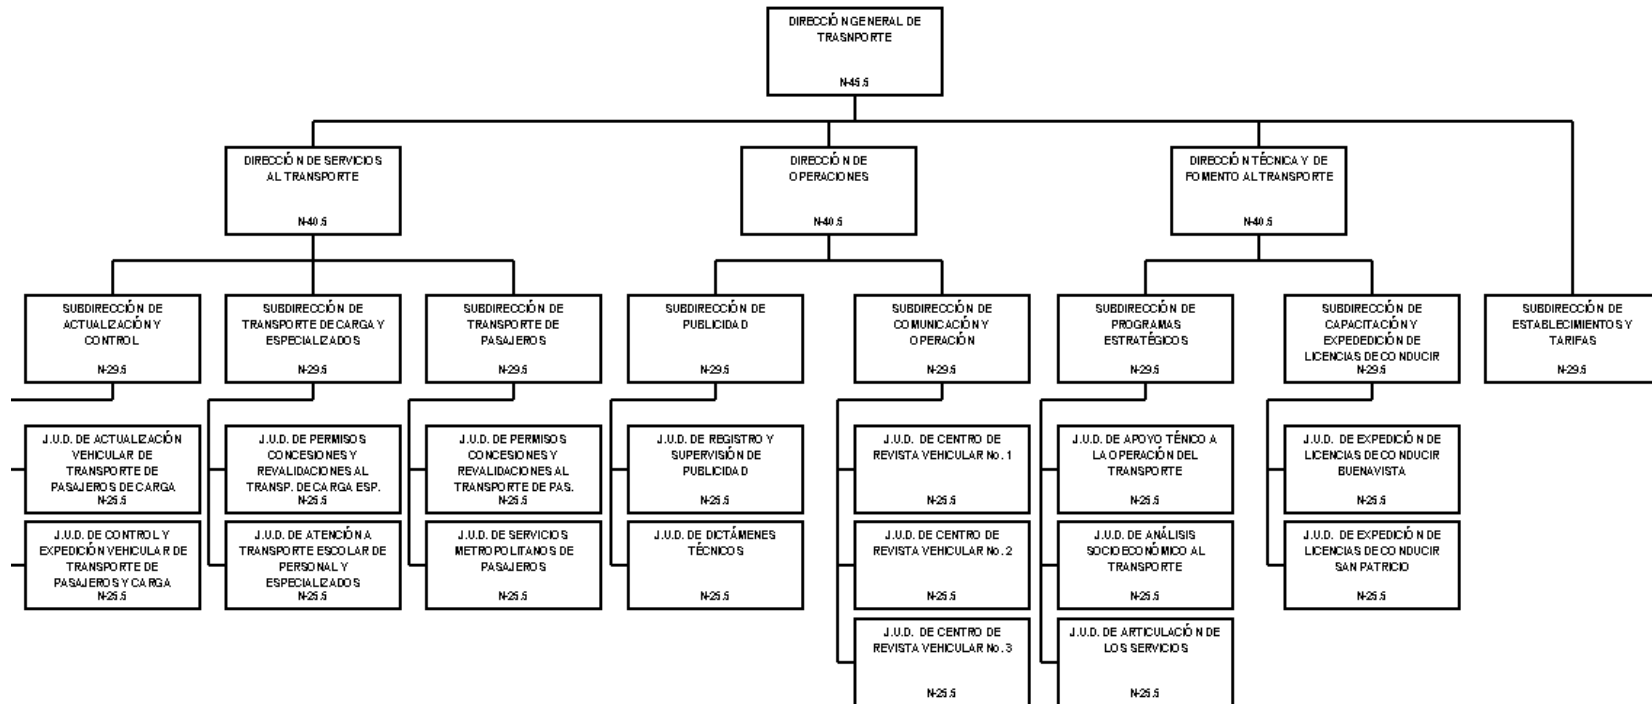 DIRECCIÓN GENERAL DE
TRASNPORTE
N-45.5
DIRECCIÓN DE SERVICIOS
AL TRANSPORTE
N-40.5
DIRECCIÓN DE
OPERACIONES
N-40.5
DIRECCIÓN TÉCNICA Y DE
FOMENTO AL TRANSPORTE
N-40.5
SUBDIRECCIÓN DE
ACTUALIZACIÓN Y
CONTROL
N-29.5
SUBDIRECCIÓN DE
TRANSPORTE DE CARGA Y
ESPECIALIZADOS
N-29.5
SUBDIRECCIÓN DE
TRANSPORTE DE
PASAJEROS
N-29.5
SUBDIRECCIÓN DE
PUBLICIDAD
N-29.5
SUBDIRECCIÓN DE
COMUNICACIÓN Y
OPERACIÓN
N-29.5
SUBDIRECCIÓN DE
PROGRAMAS
ESTRATÉGICOS
N-29.5
SUBDIRECCIÓN DE
CAPACITACIÓN Y
EXPEDEDICIÓN DE
LICENCIAS DE CONDUCIR
N-29.5
SUBDIRECCIÓN DE
ESTABLECIMIENTOS Y
TARIFAS
N-29.5
J.U.D. DE ACTUALIZACIÓN
VEHICULAR DE
TRANSPORTE DE
PASAJEROS DE CARGA
N-25.5
J.U.D. DE PERMISOS
CONCESIONES Y
REVALIDACIONES AL
TRANSP. DE CARGA ESP.
N-25.5
J.U.D. DE PERMISOS
CONCESIONES Y
REVALIDACIONES AL
TRANSPORTE DE PAS.
N-25.5
J.U.D. DE REGISTRO Y
SUPERVISIÓN DE
PUBLICIDAD
N-25.5
J.U.D. DE CENTRO DE
REVISTA VEHICULAR No. 1
N-25.5
J.U.D. DE APOYO TÉNICO A
LA OPERACIÓN DEL
TRANSPORTE
N-25.5
J.U.D. DE EXPEDICIÓN DE
LICENCIAS DE CONDUCIR
BUENAVISTA
N-25.5
J.U.D. DE CONTROL Y
EXPEDICIÓN VEHICULAR DE
TRANSPORTE DE
PASAJEROS Y CARGA
N-25.5
J.U.D. DE ATENCIÓN A
TRANSPORTE ESCOLAR DE
PERSONAL Y
ESPECIALIZADOS
N-25.5
J.U.D. DE SERVICIOS
METROPOLITANOS DE
PASAJEROS
N-25.5
J.U.D. DE DICTÁMENES
TÉCNICOS
N-25.5
J.U.D. DE CENTRO DE
REVISTA VEHICULAR No. 2
N-25.5
J.U.D. DE ANÁLISIS
SOCIOECONÓMICO AL
TRANSPORTE
N-25.5
J.U.D. DE EXPEDICIÓN DE
LICENCIAS DE CONDUCIR
SAN PATRICIO
N-25.5
J.U.D. DE CENTRO DE
REVISTA VEHICULAR No. 3
N-25.5
J.U.D. DE ARTICULACIÓN DE
LOS SERVICIOS
N-25.5